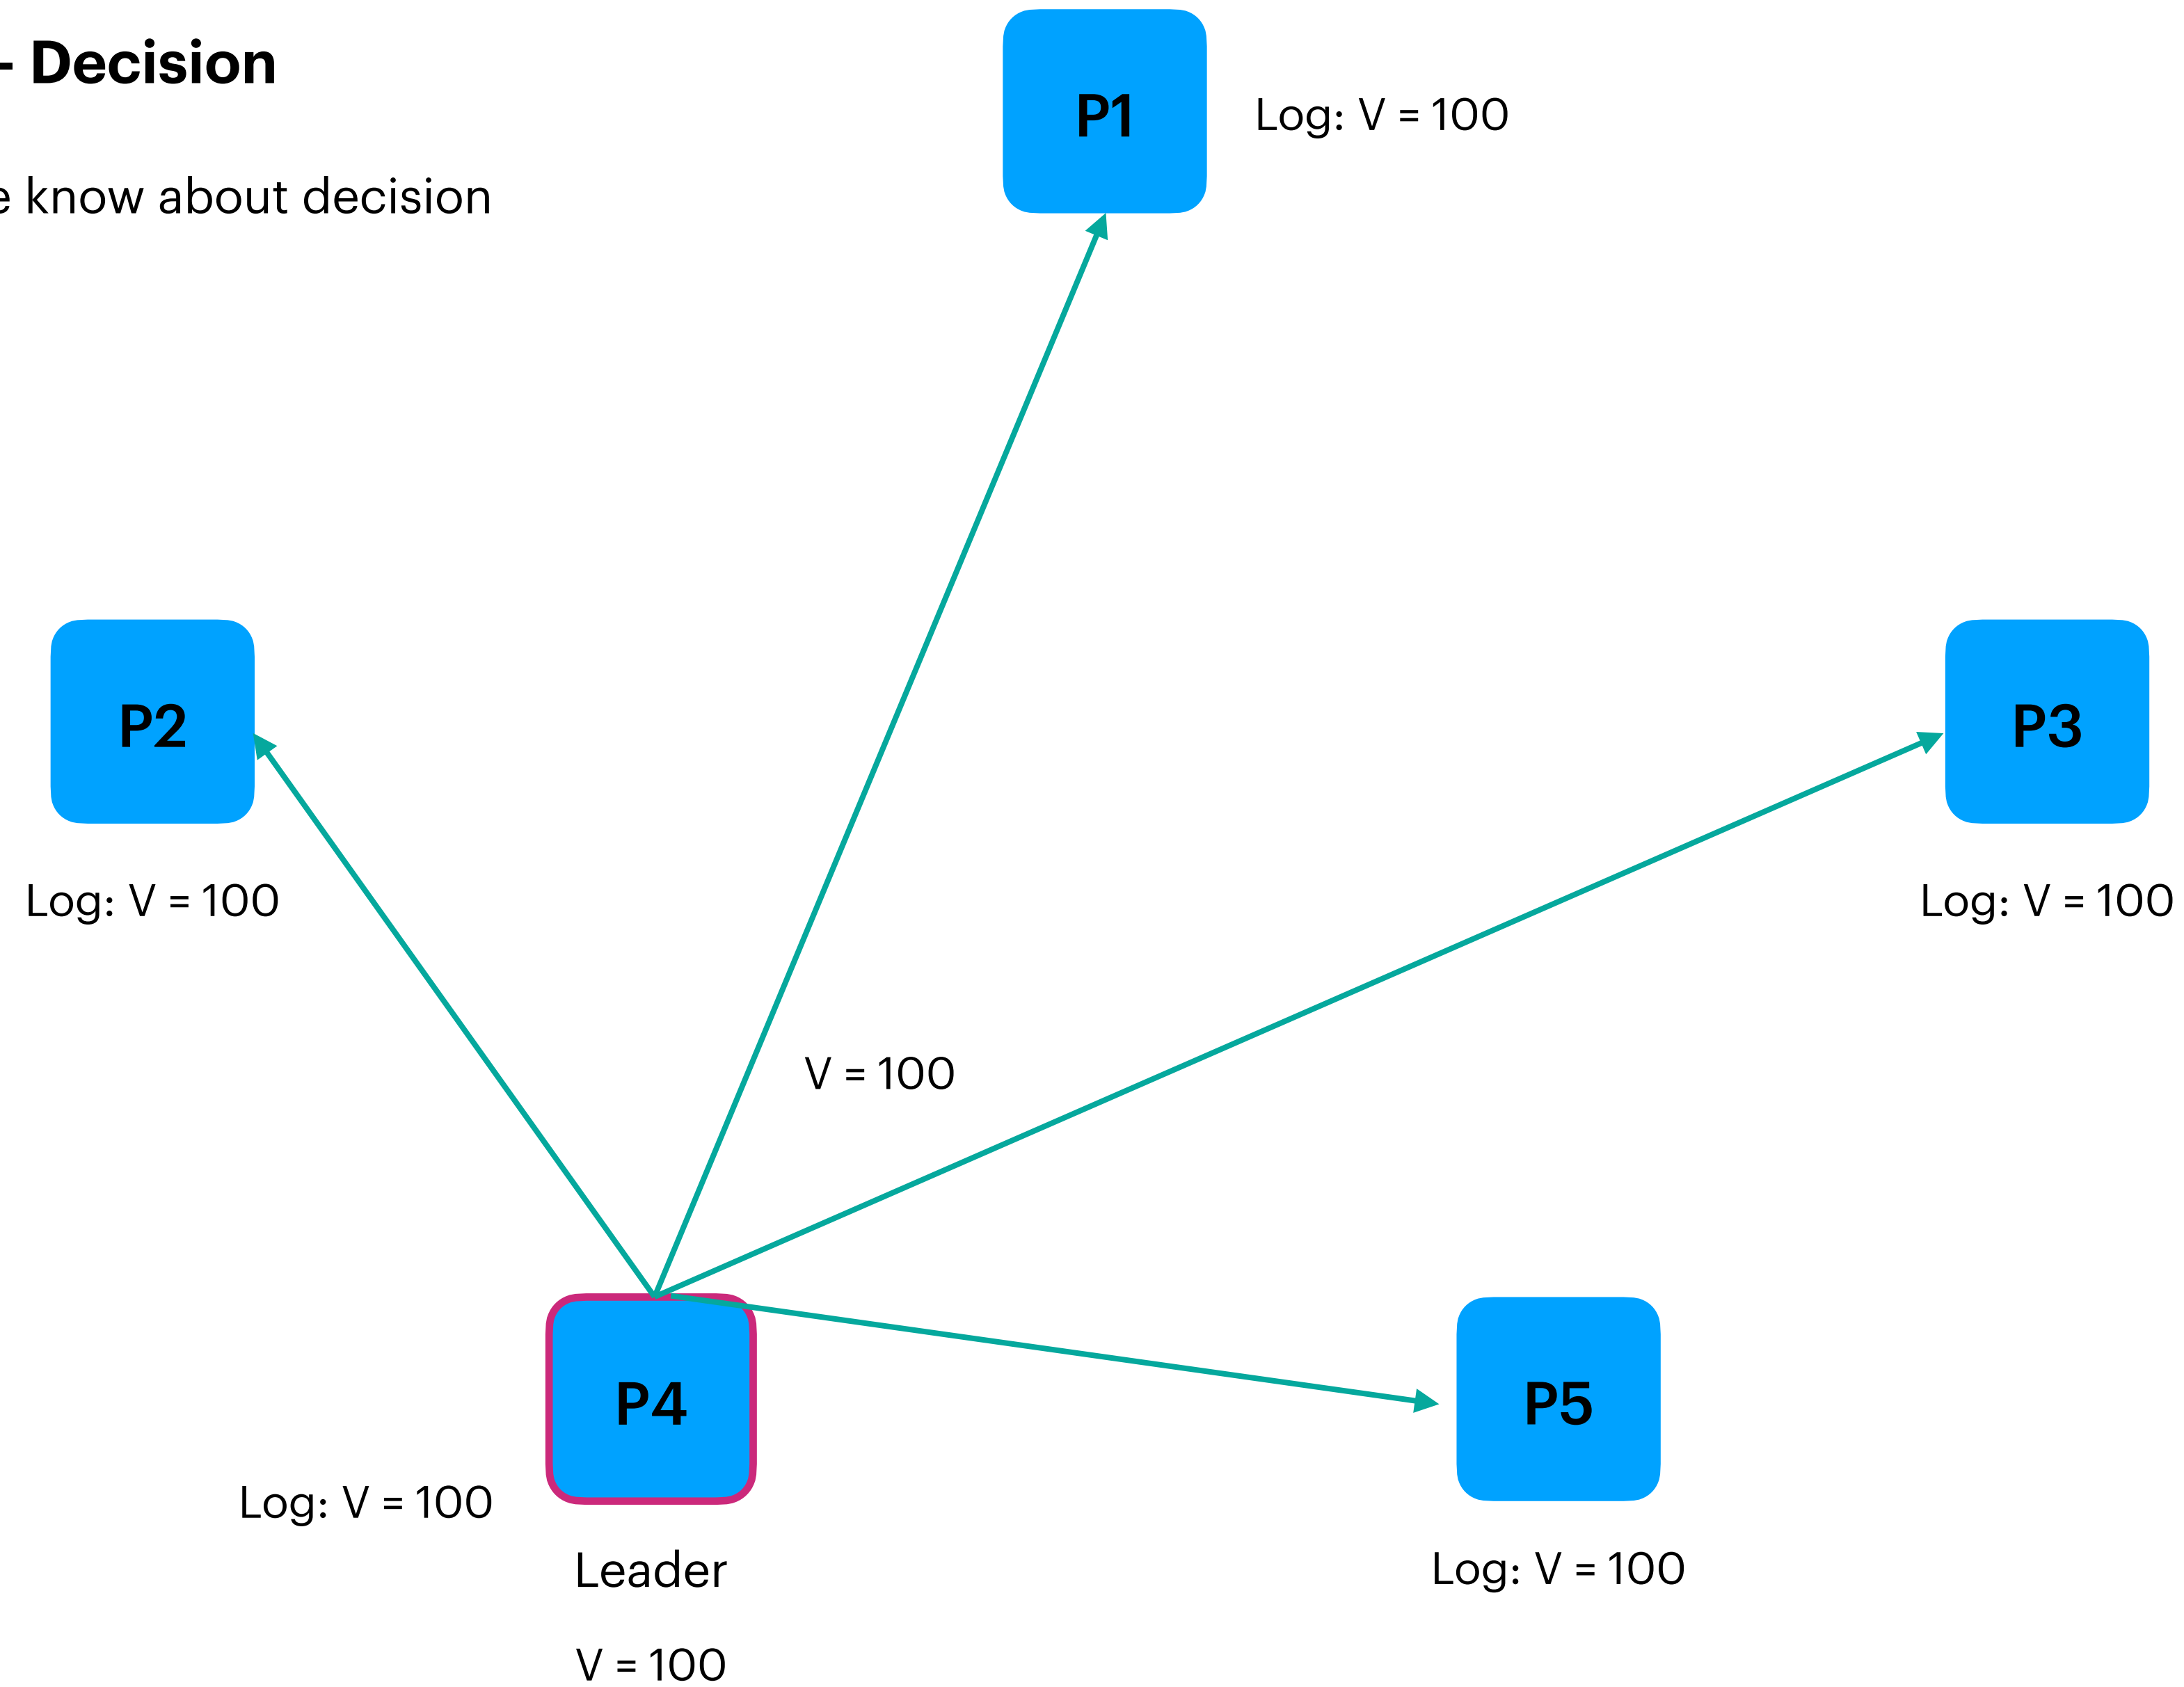 - Decision
P1
Log: V = 100
e know about decision
P2
P3
Log: V = 100
Log: V = 100
V = 100
P4
P5
Log: V = 100
Leader
Log: V = 100
V = 100